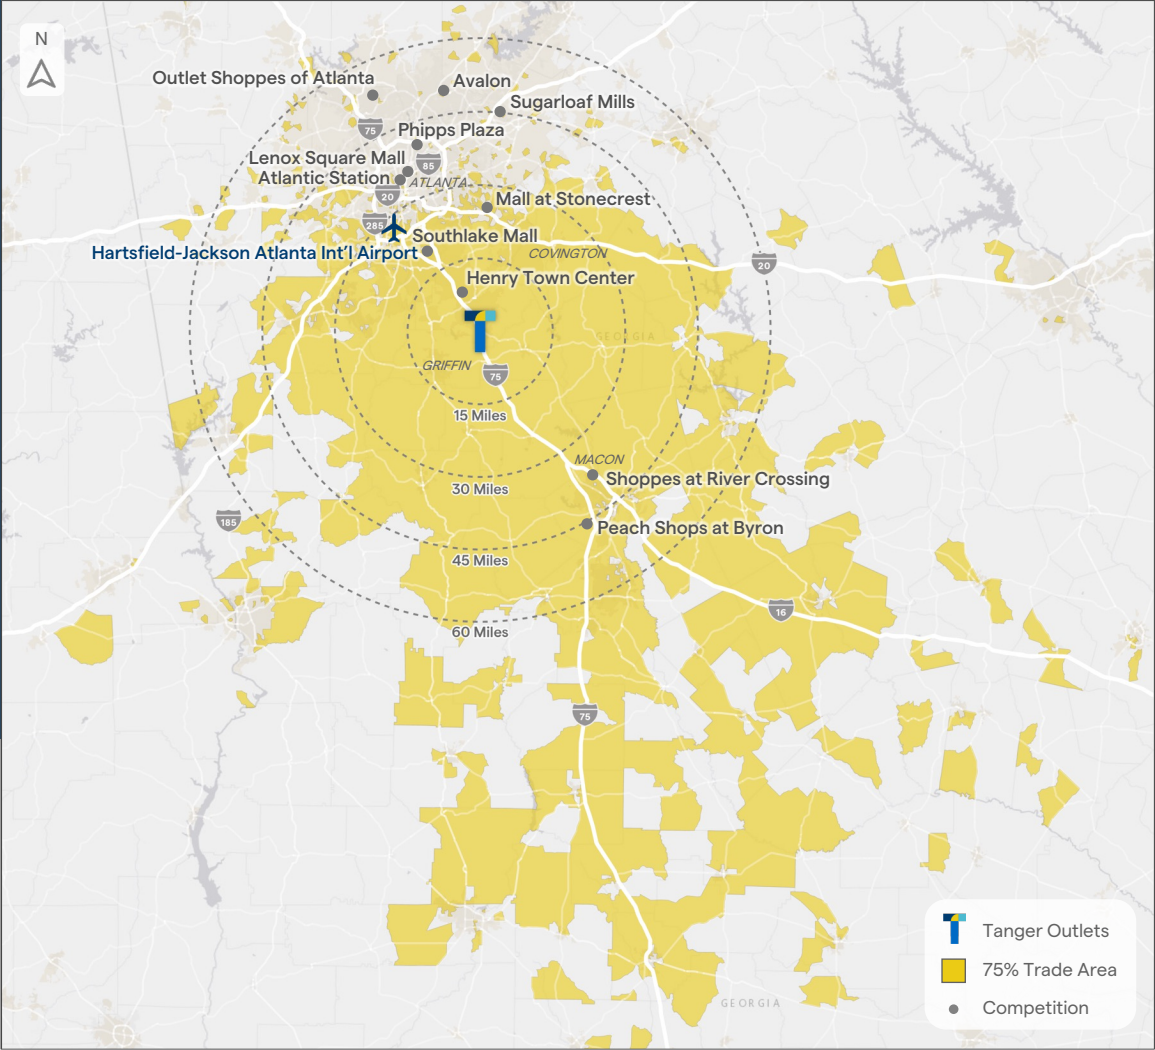 N
Outlet Shoppes of Atlanta
Avalon
Sugarloaf Mills
75
Phipps Plaza
Lenox Square Mall
85
Atlantic Station
ATLANTA
20
Mall at Stonecrest
285
Southlake Mall
Hartsfield-Jackson Atlanta Int'l Airport
COVINGTON
20
Henry Town Center
GEORGIA
GRIFFIN
75
15 Miles
MACON
Shoppes at River Crossing
30 Miles
185
Peach Shops at Byron
45 Miles
16
60 Miles
75
Tanger Outlets
75% Trade Area
GEORGIA
Competition